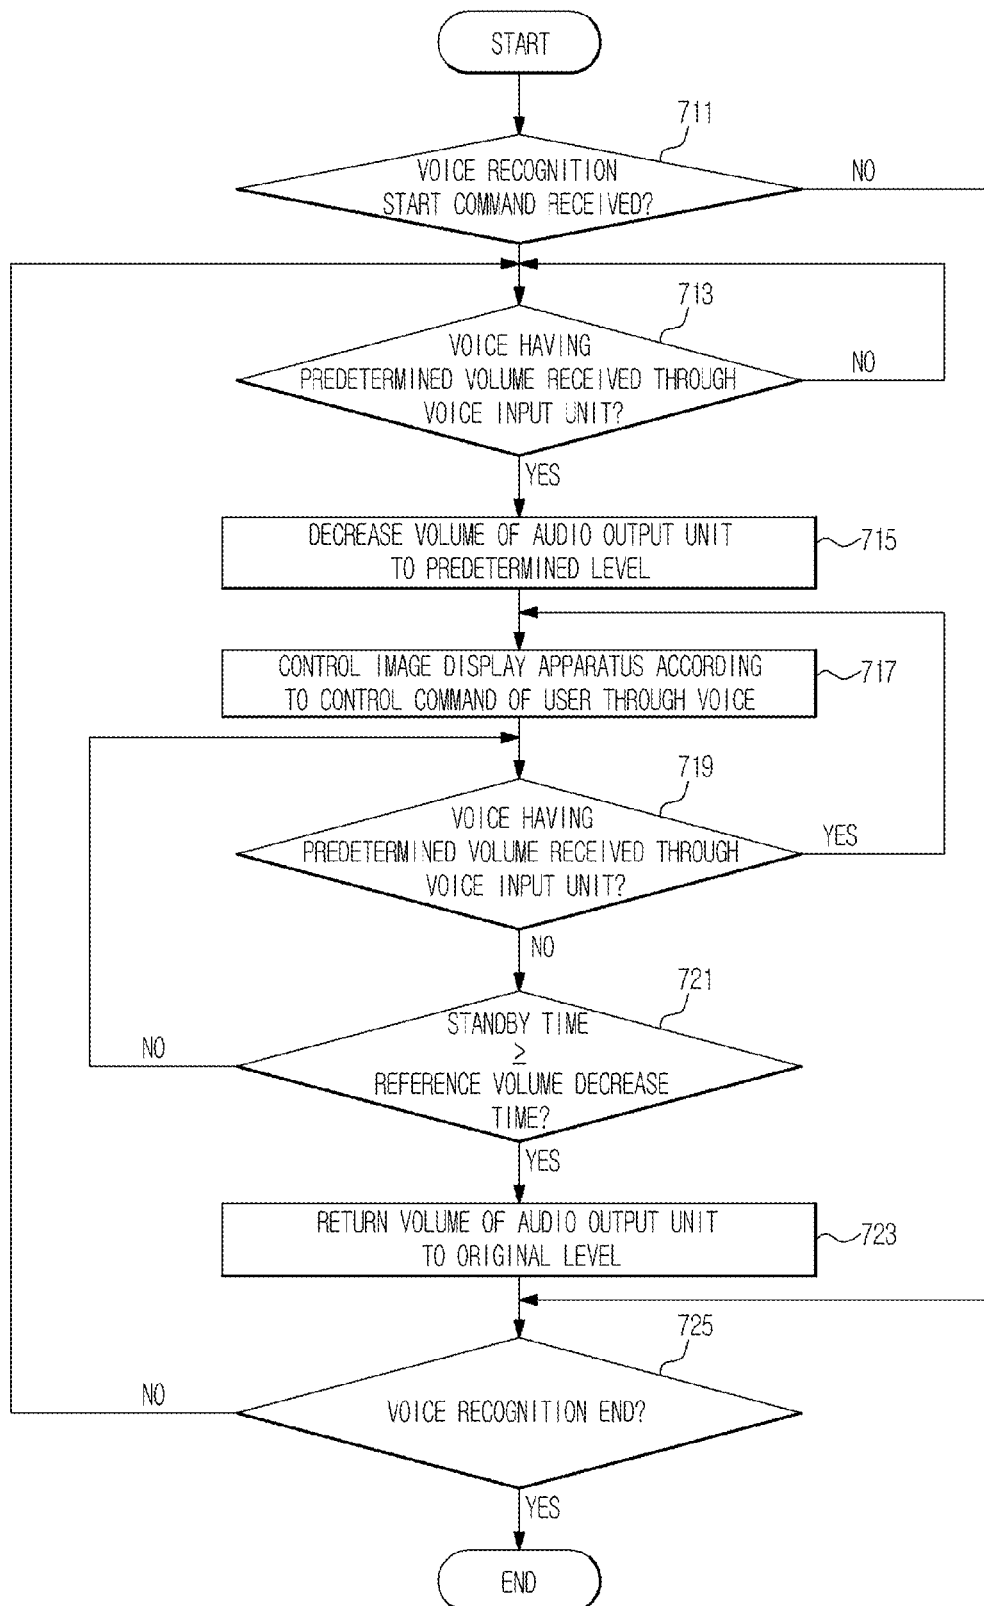 START
711
VOICE RECOGNITION
START COMMAND RECEIVED?
NO
713
VOICE HAVING
PREDETERMINED VOLUME RECEIVED THROUGH
VOICE INPUT UNIT?
NO
YES
DECREASE VOLUME OF AUDIO OUTPUT UNIT
TO PREDETERMINED LEVEL
715
CONTROL IMAGE DISPLAY APPARATUS ACCORDING
TO CONTROL COMMAND OF USER THROUGH VOICE
717
719
VOICE HAVING
PREDETERMINED VOLUME RECEIVED THROUGH
VOICE INPUT UNIT?
YES
NO
721
STANDBY TIME
≥
REFERENCE VOLUME DECREASE
TIME?
NO
YES
RETURN VOLUME OF AUDIO OUTPUT UNIT
TO ORIGINAL LEVEL
723
725
VOICE RECOGNITION END?
NO
YES
END